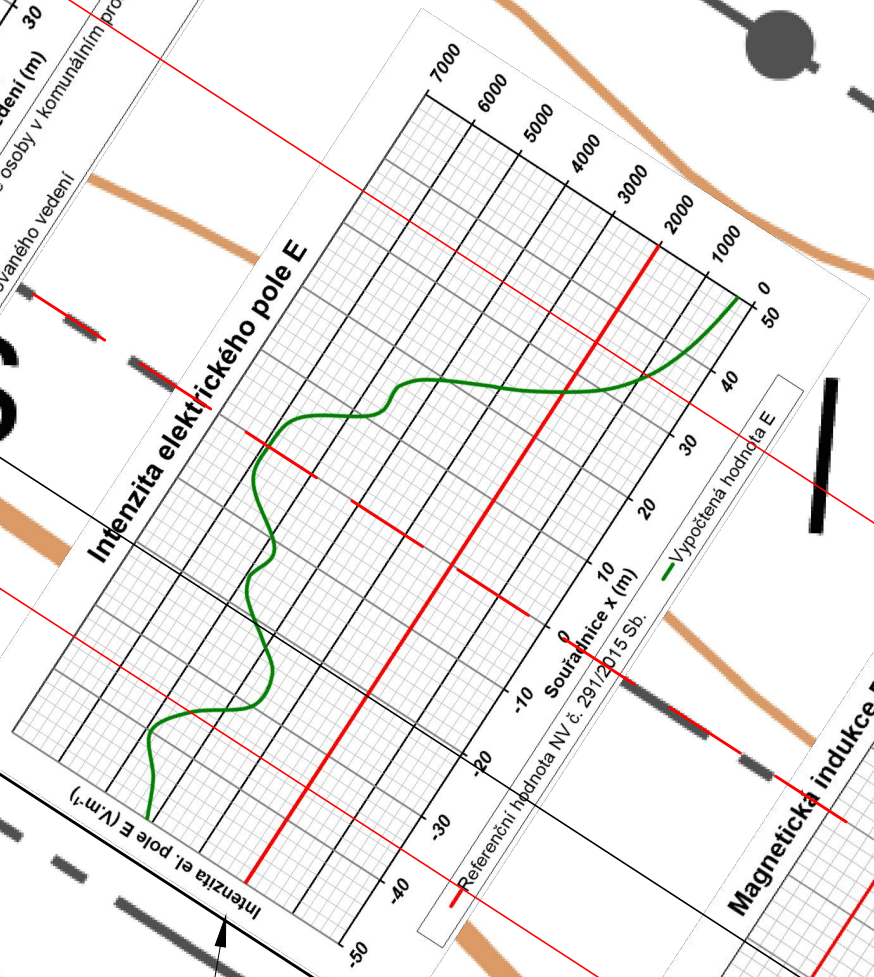 30
edení (m)
osoby v komunálním pro
ovaného vedení
Intenzita elektrického pole E
7000
6000
5000
4000
3000
2000
1000
0
50
40
30
20
10
0
-10
-20
-30
-40
-50
Souřadnice x (m)
Intenzita el. pole E (V.m⁻¹)
Vypočtená hodnota E
Referenční hodnota NV č. 291/2015 Sb.
Magnetická indukce